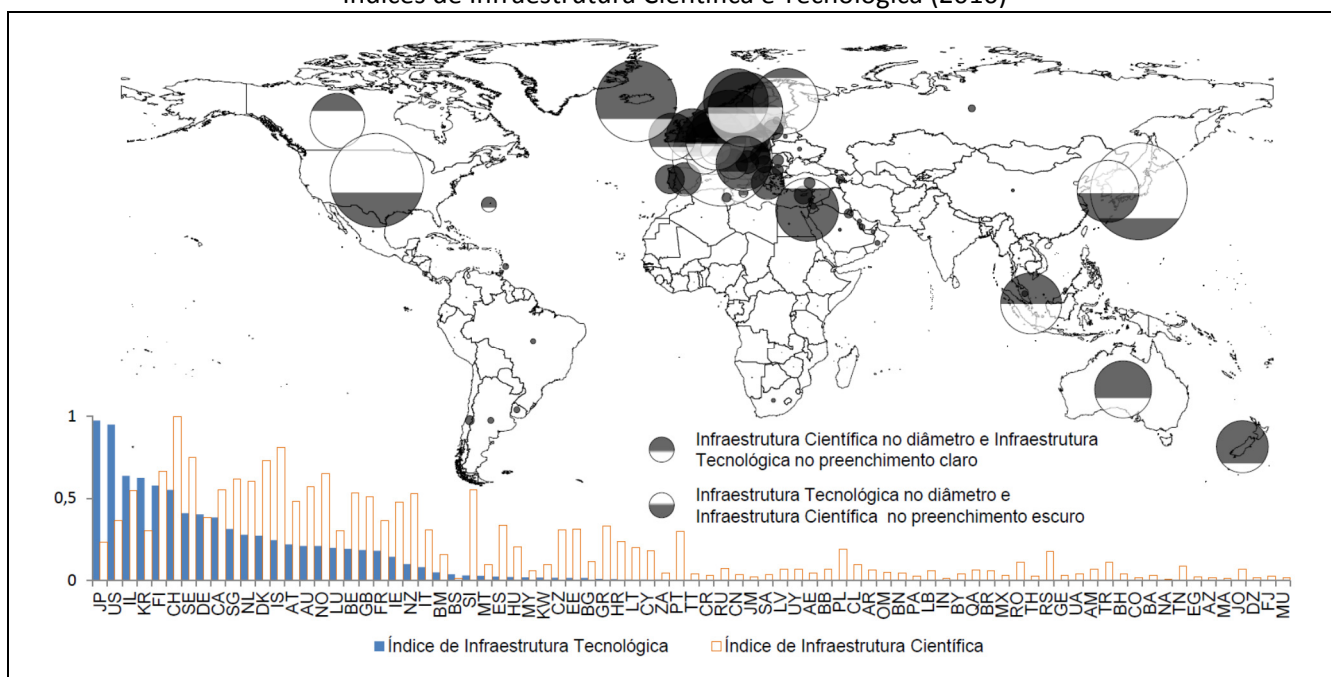 Índices de Infraestrutura Científica e Tecnológica
1
0,5
0
Infraestrutura Científica no diâmetro e Infraestrutura
Tecnológica no preenchimento claro
Infraestrutura Tecnológica no diâmetro e
Infraestrutura Científica no preenchimento escuro
JP US IL KR FI CH SE DE CA SG NL DK IS AT AU NO LU BE GB FR IE NZ IT BM BS SI MT ES HU MY KW CZ EE BG GR HR LT CY ZA PT TT CR RU CN JM SA LV UY AE BB PL CL AR OM BN PA LB IN BY QA BR MX RO TH RS GE UA AM TR BH CO BA NA TN EG AZ MA JO DZ FJ MU
Índice de Infraestrutura Tecnológica
Índice de Infraestrutura Científica